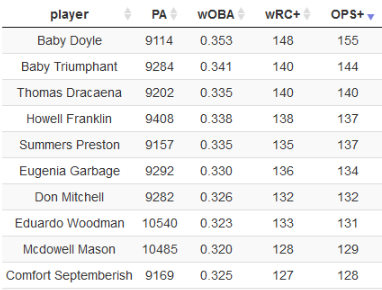 player PA wOBA wRC+ OPS+
Baby Doyle 9114 0.353 148 155
Baby Triumphant 9284 0.341 140 144
Thomas Dracaena 9202 0.335 140 140
Howell Franklin 9408 0.338 138 137
Summers Preston 9157 0.335 135 137
Eugenia Garbage 9292 0.330 136 134
Don Mitchell 9282 0.326 132 132
Eduardo Woodman 10540 0.323 133 131
Mcdowell Mason 10485 0.320 128 129
Comfort Septemberish 9169 0.325 127 128